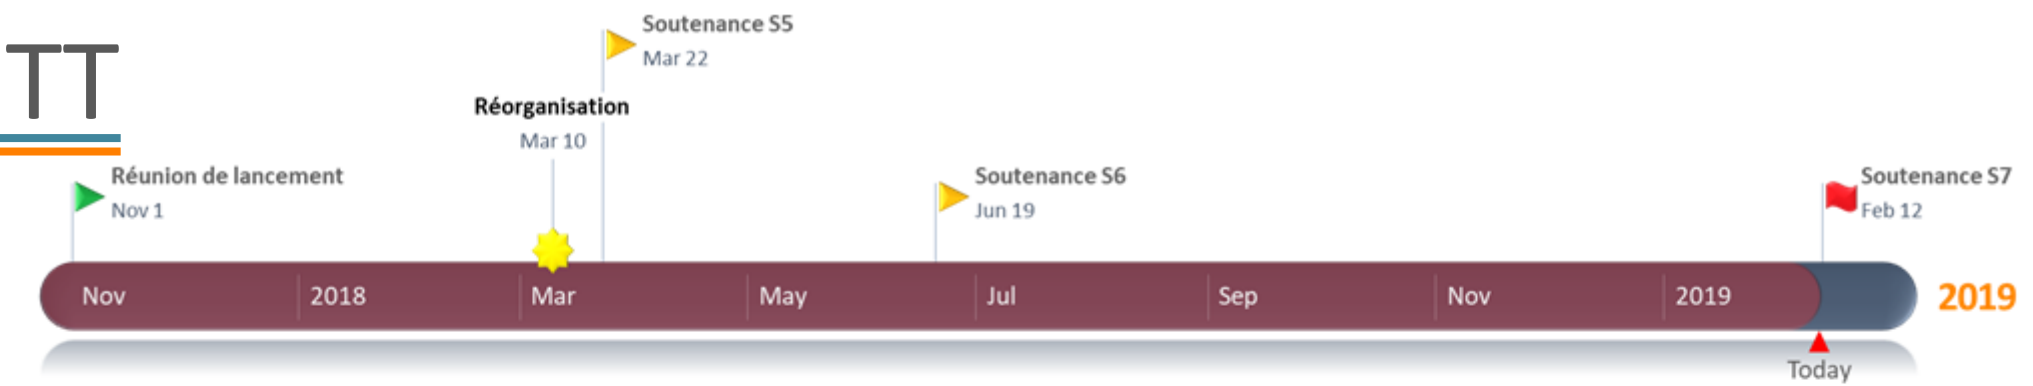 TT
Soutenance S5
Mar 22
Réorganisation
Mar 10
Réunion de lancement
Nov 1
Soutenance S6
Jun 19
Soutenance S7
Feb 12
Nov 2018 Mar May Jul Sep Nov 2019 2019
Today